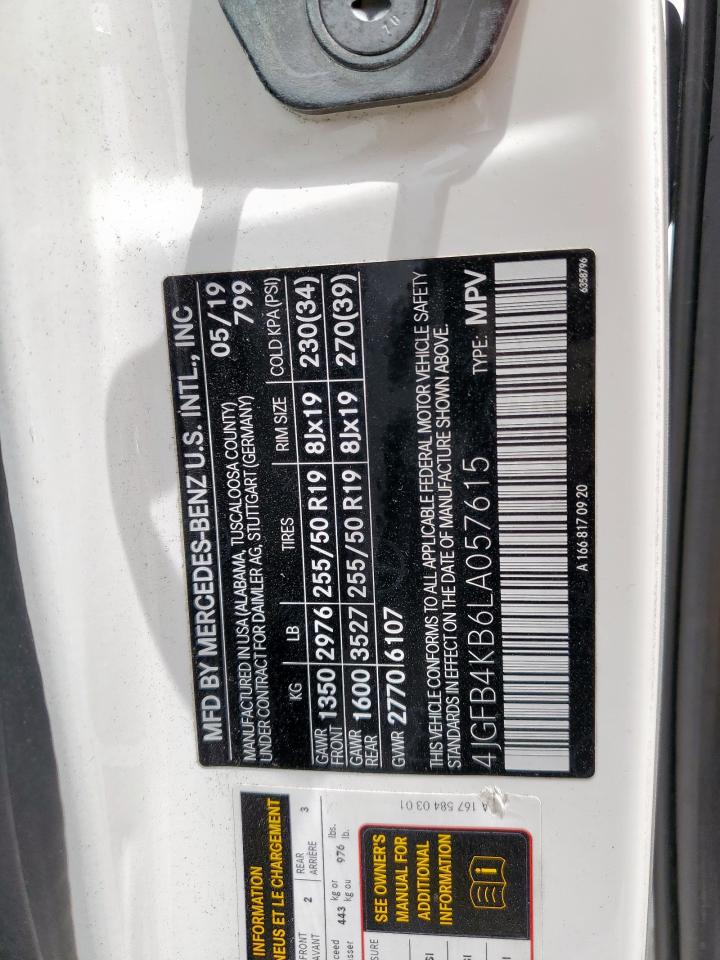 MFD BY MERCEDES-BENZ U.S. INTL., INC
MANUFACTURED IN USA (ALABAMA, TUSCALOOSA COUNTY) 05/19
UNDER CONTRACT FOR DAIMLER AG, STUTTGART (GERMANY) 799
KG LB TIRES RIM SIZE COLD KPA (PSI)
GAWR FRONT 1350 2976 255/50 R19 8Jx19 230(34)
GAWR REAR 1600 3527 255/50 R19 8Jx19 270(39)
GVWR 2770 6107
THIS VEHICLE CONFORMS TO ALL APPLICABLE FEDERAL MOTOR VEHICLE SAFETY
STANDARDS IN EFFECT ON THE DATE OF MANUFACTURE SHOWN ABOVE.
4JGFB4KB6LA057615 TYPE: MPV
A 166 817 09 20 6358796
INFORMATION
NEUS ET LE CHARGEMENT
FRONT 2 REAR 3
AVANT ARRIÈRE
ceed 443 kg or 976 lbs.
sser kg ou lb.
SURE
SEE OWNER'S
MANUAL FOR
ADDITIONAL
INFORMATION
A 167 584 03 01